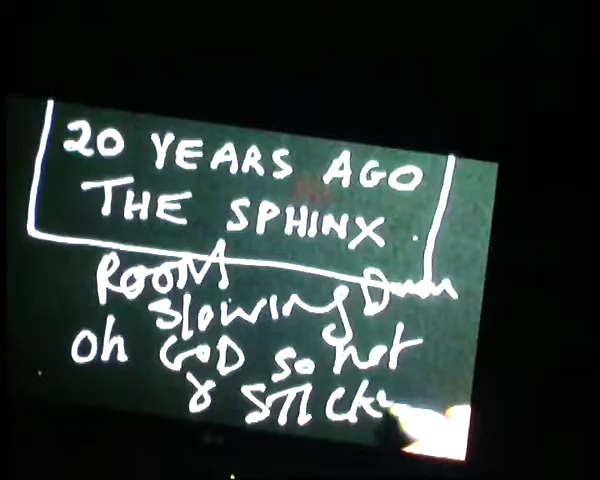 20 YEARS AGO
THE SPHINX.
ROOM
Slowing Down
oh GOD so hot
& STICKy